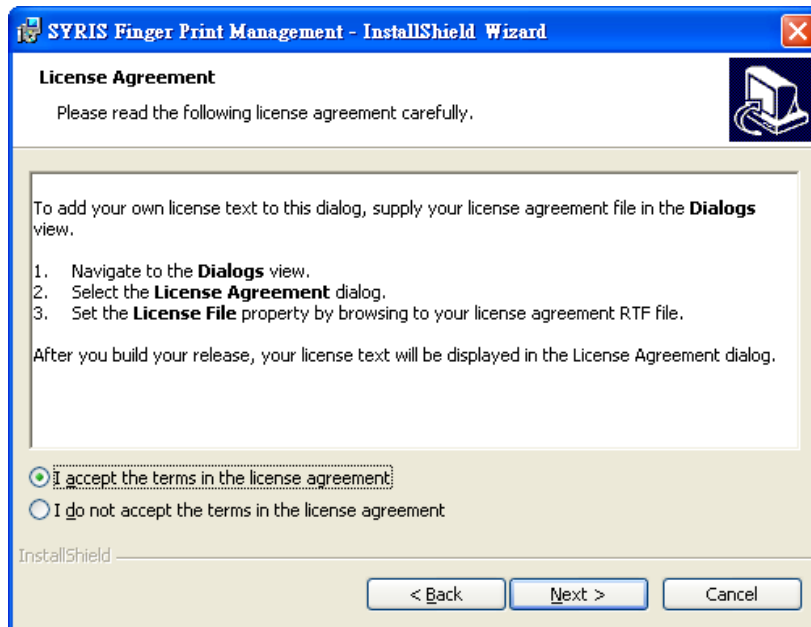 SYRIS Finger Print Management - InstallShield Wizard
License Agreement
Please read the following license agreement carefully.
To add your own license text to this dialog, supply your license agreement file in the Dialogs
view.
1. Navigate to the Dialogs view.
2. Select the License Agreement dialog.
3. Set the License File property by browsing to your license agreement RTF file.
After you build your release, your license text will be displayed in the License Agreement dialog.
I accept the terms in the license agreement
I do not accept the terms in the license agreement
InstallShield
< Back Next > Cancel